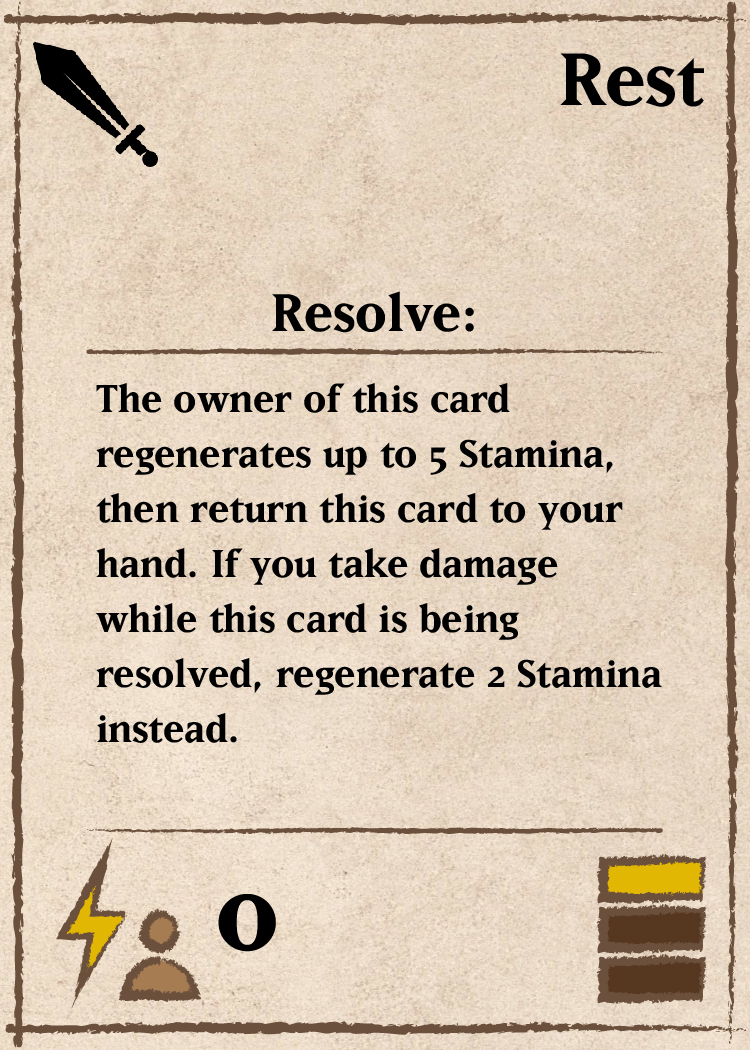 Rest
Resolve:
The owner of this card
regenerates up to 5 Stamina,
then return this card to your
hand. If you take damage
while this card is being
resolved, regenerate 2 Stamina
instead.
0